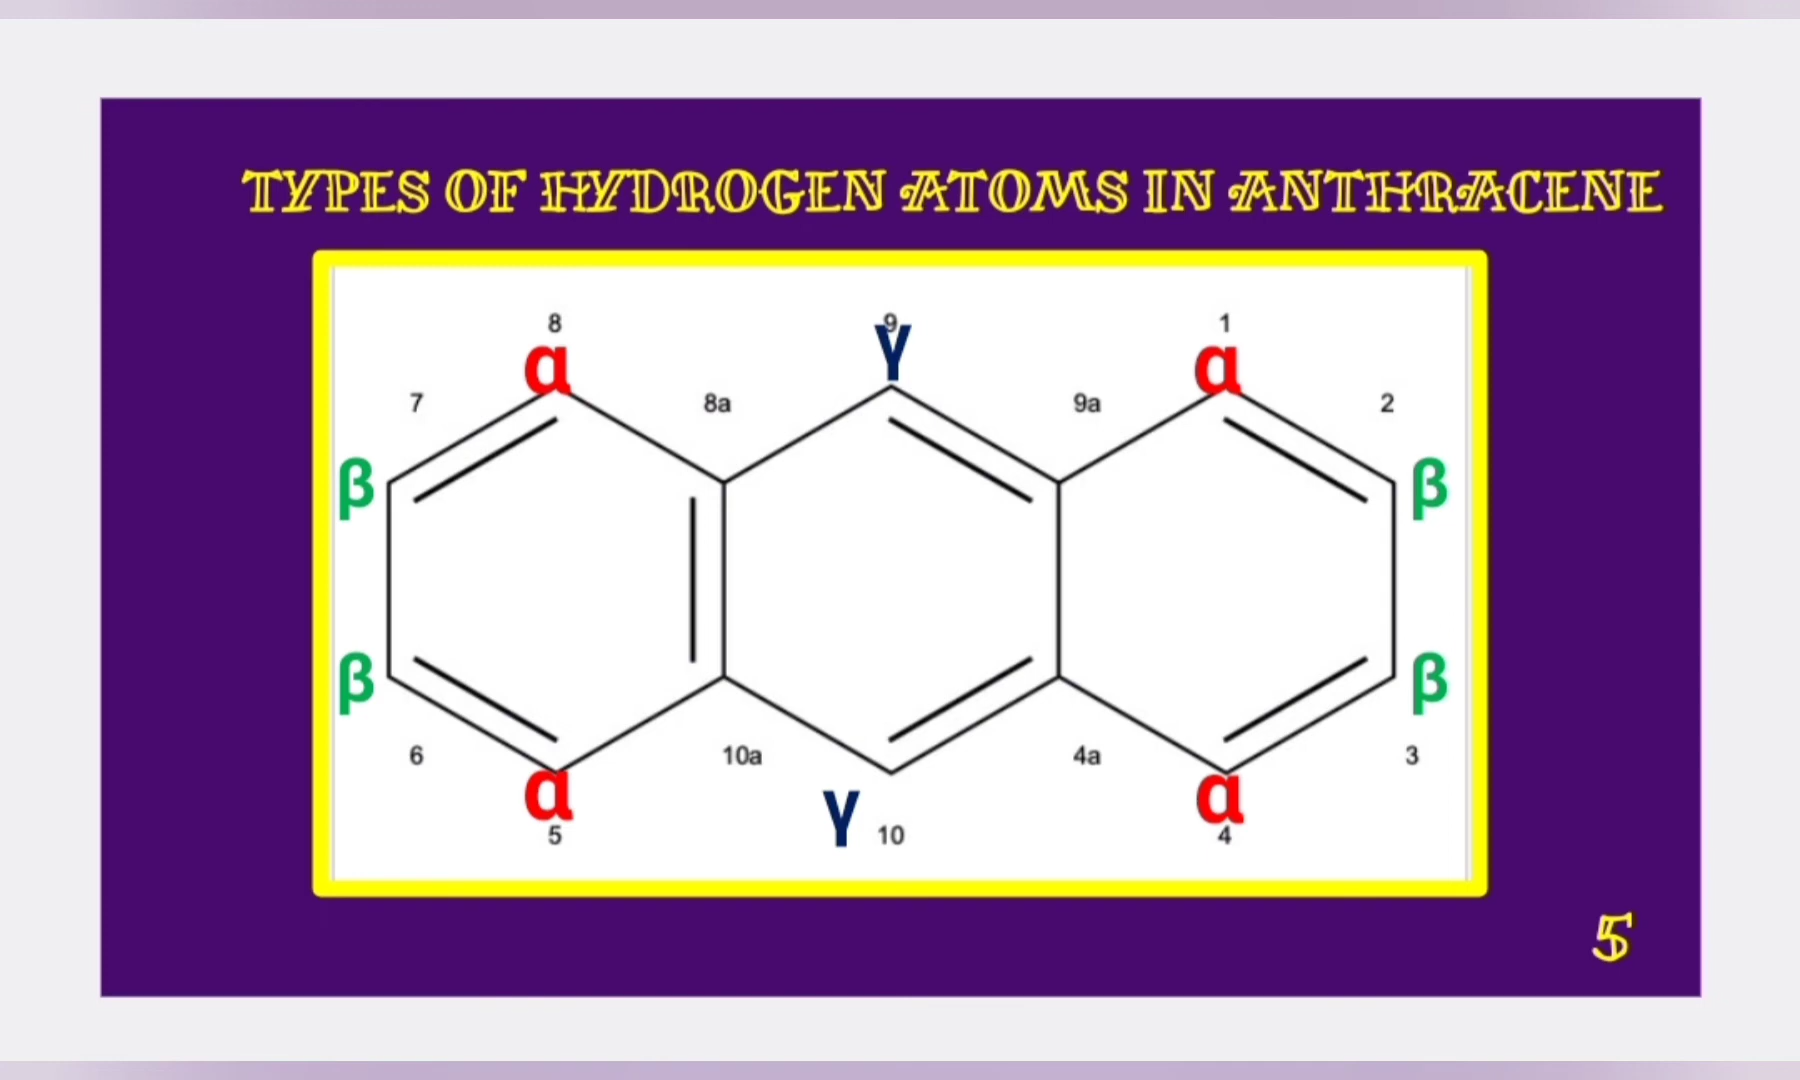 TYPES OF HYDROGEN ATOMS IN ANTHRACENE
8 9 1
α γ α
7 8a 9a 2
β β
β β
6 10a 4a 3
α α
γ
5 10 4
5